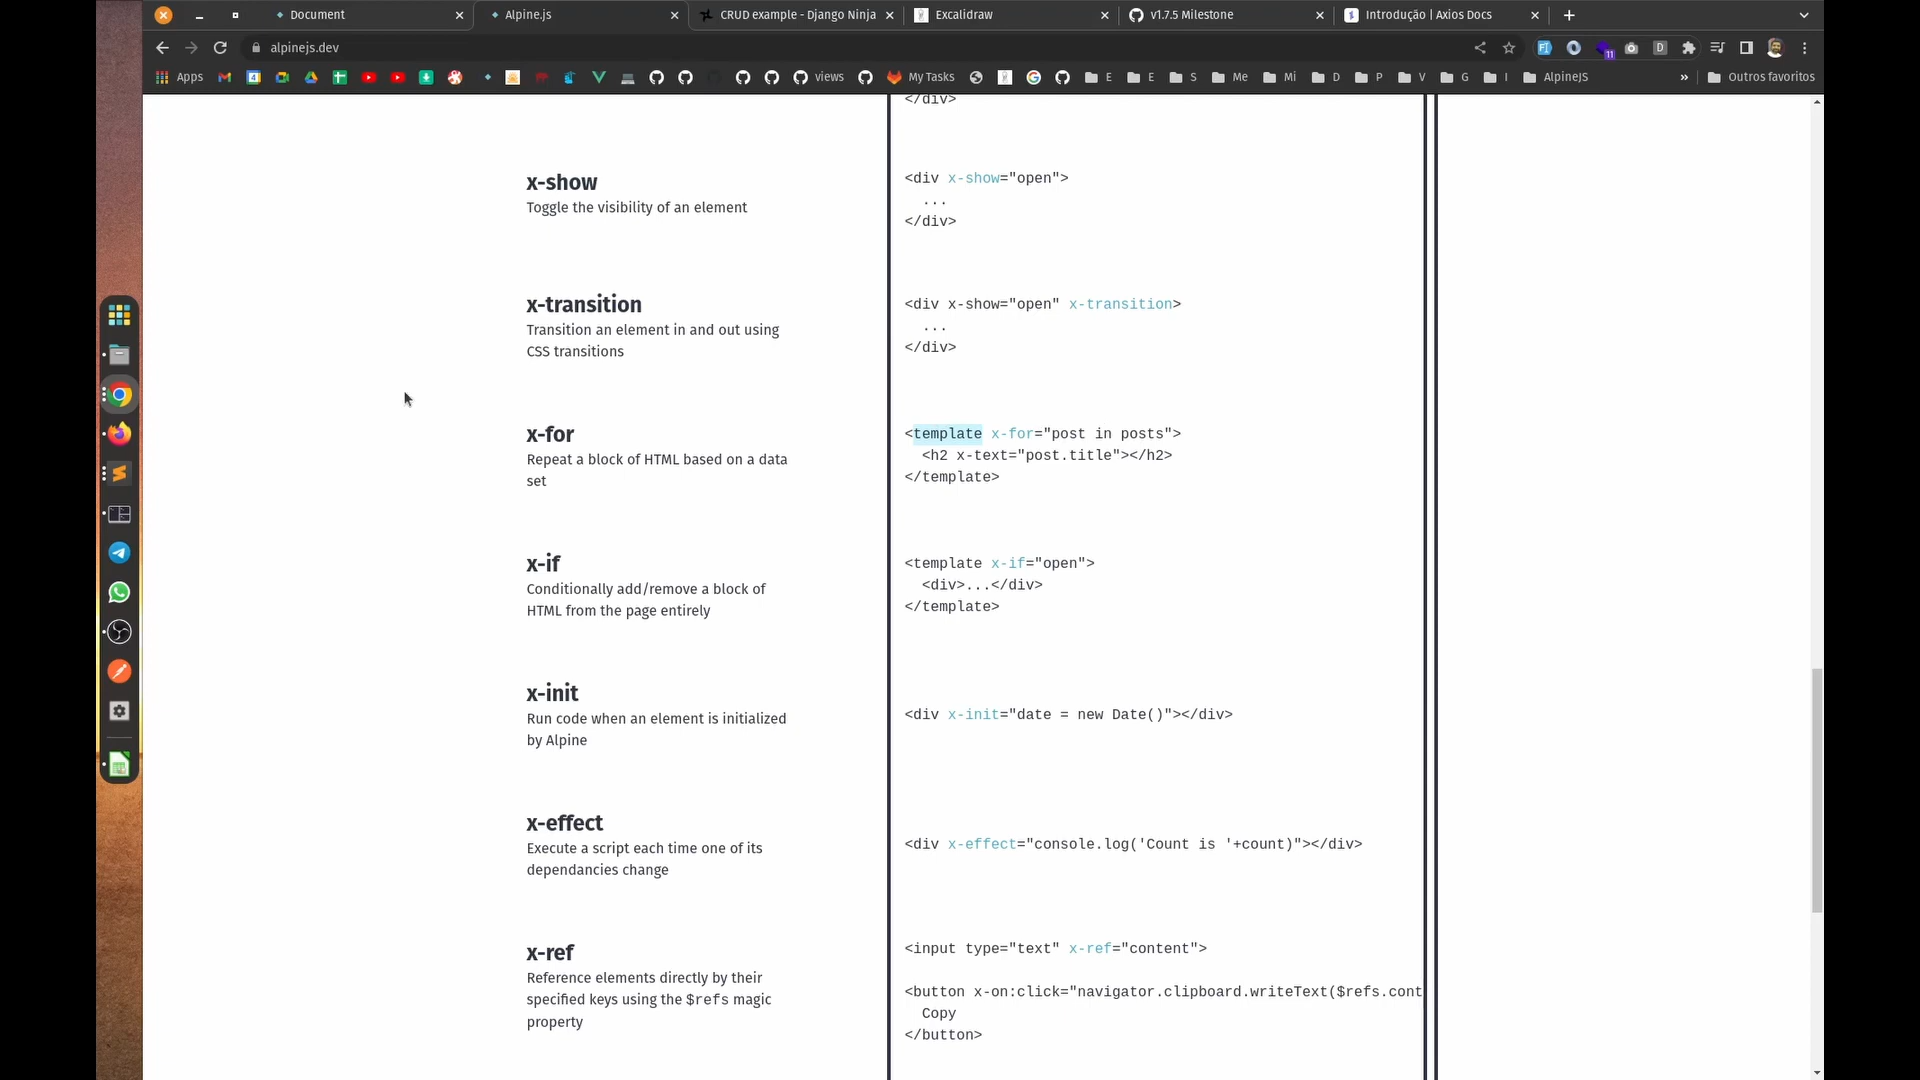 Document
Alpine.js
CRUD example - Django Ninja
Excalidraw
v1.7.5 Milestone
Introdução | Axios Docs
alpinejs.dev
11
Apps
views
My Tasks
E
E
S
Me
Mi
D
P
V
G
I
AlpineJS
»
Outros favoritos
</div>
x-show
Toggle the visibility of an element
<div x-show="open">
...
</div>
x-transition
Transition an element in and out using
CSS transitions
<div x-show="open" x-transition>
...
</div>
x-for
Repeat a block of HTML based on a data
set
<template x-for="post in posts">
<h2 x-text="post.title"></h2>
</template>
x-if
Conditionally add/remove a block of
HTML from the page entirely
<template x-if="open">
<div>...</div>
</template>
x-init
Run code when an element is initialized
by Alpine
<div x-init="date = new Date()"></div>
x-effect
Execute a script each time one of its
dependancies change
<div x-effect="console.log('Count is '+count)"></div>
x-ref
Reference elements directly by their
specified keys using the $refs magic
property
<input type="text" x-ref="content">
<button x-on:click="navigator.clipboard.writeText($refs.cont
Copy
</button>